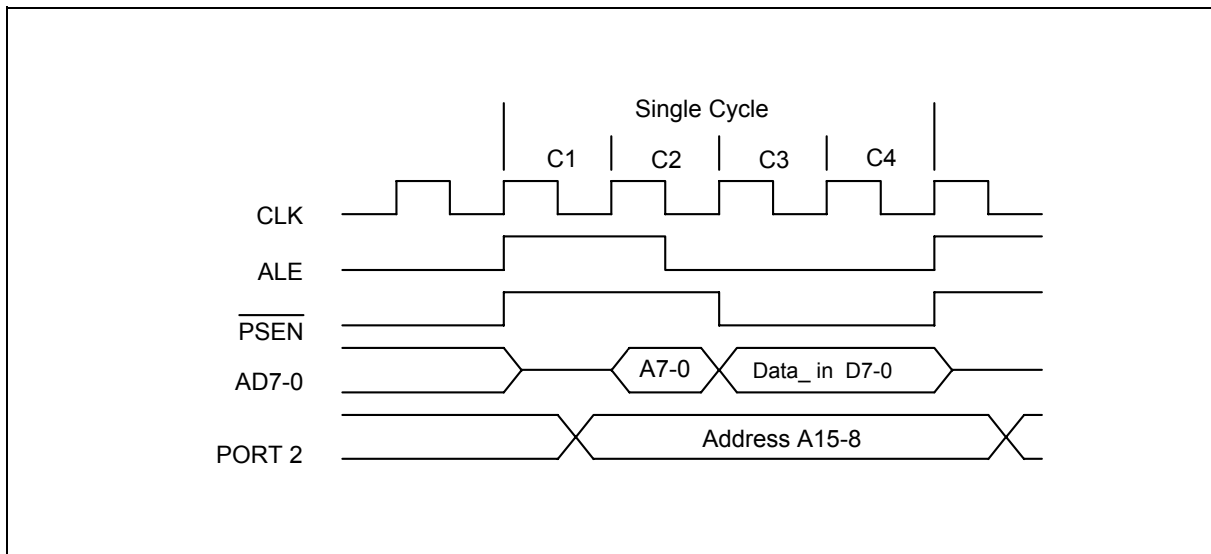 Single Cycle
C1 C2 C3 C4
CLK
ALE
PSEN
AD7-0 A7-0 Data_ in D7-0
PORT 2 Address A15-8